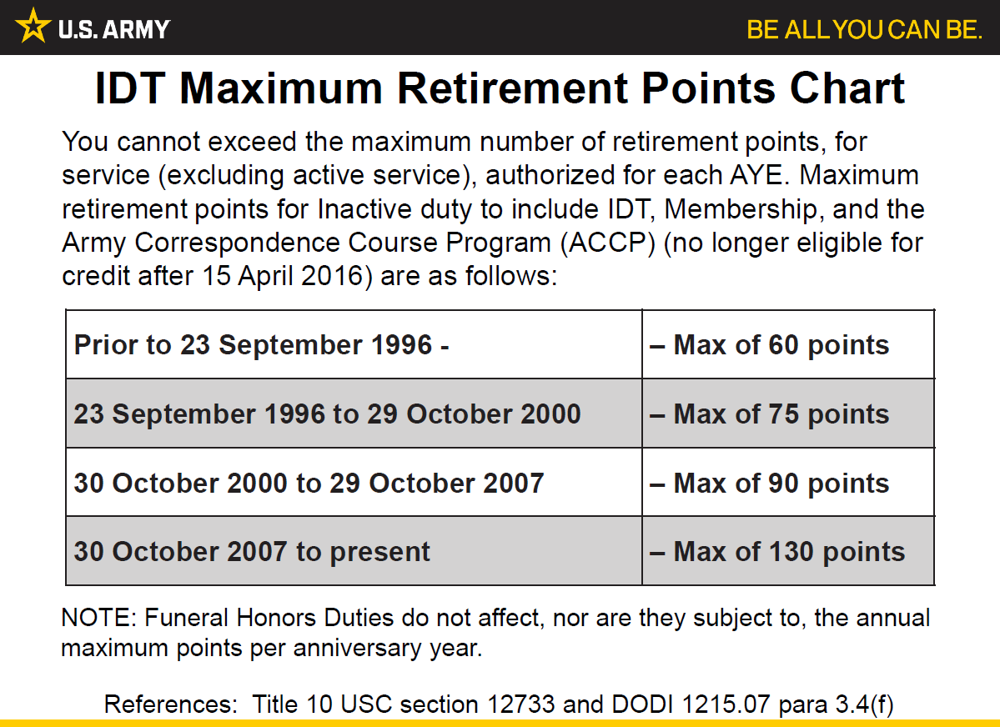 U.S. ARMY
BE ALL YOU CAN BE.
IDT Maximum Retirement Points Chart
You cannot exceed the maximum number of retirement points, for
service (excluding active service), authorized for each AYE. Maximum
retirement points for Inactive duty to include IDT, Membership, and the
Army Correspondence Course Program (ACCP) (no longer eligible for
credit after 15 April 2016) are as follows:
Prior to 23 September 1996 - – Max of 60 points
23 September 1996 to 29 October 2000 – Max of 75 points
30 October 2000 to 29 October 2007 – Max of 90 points
30 October 2007 to present – Max of 130 points
NOTE: Funeral Honors Duties do not affect, nor are they subject to, the annual
maximum points per anniversary year.
References: Title 10 USC section 12733 and DODI 1215.07 para 3.4(f)